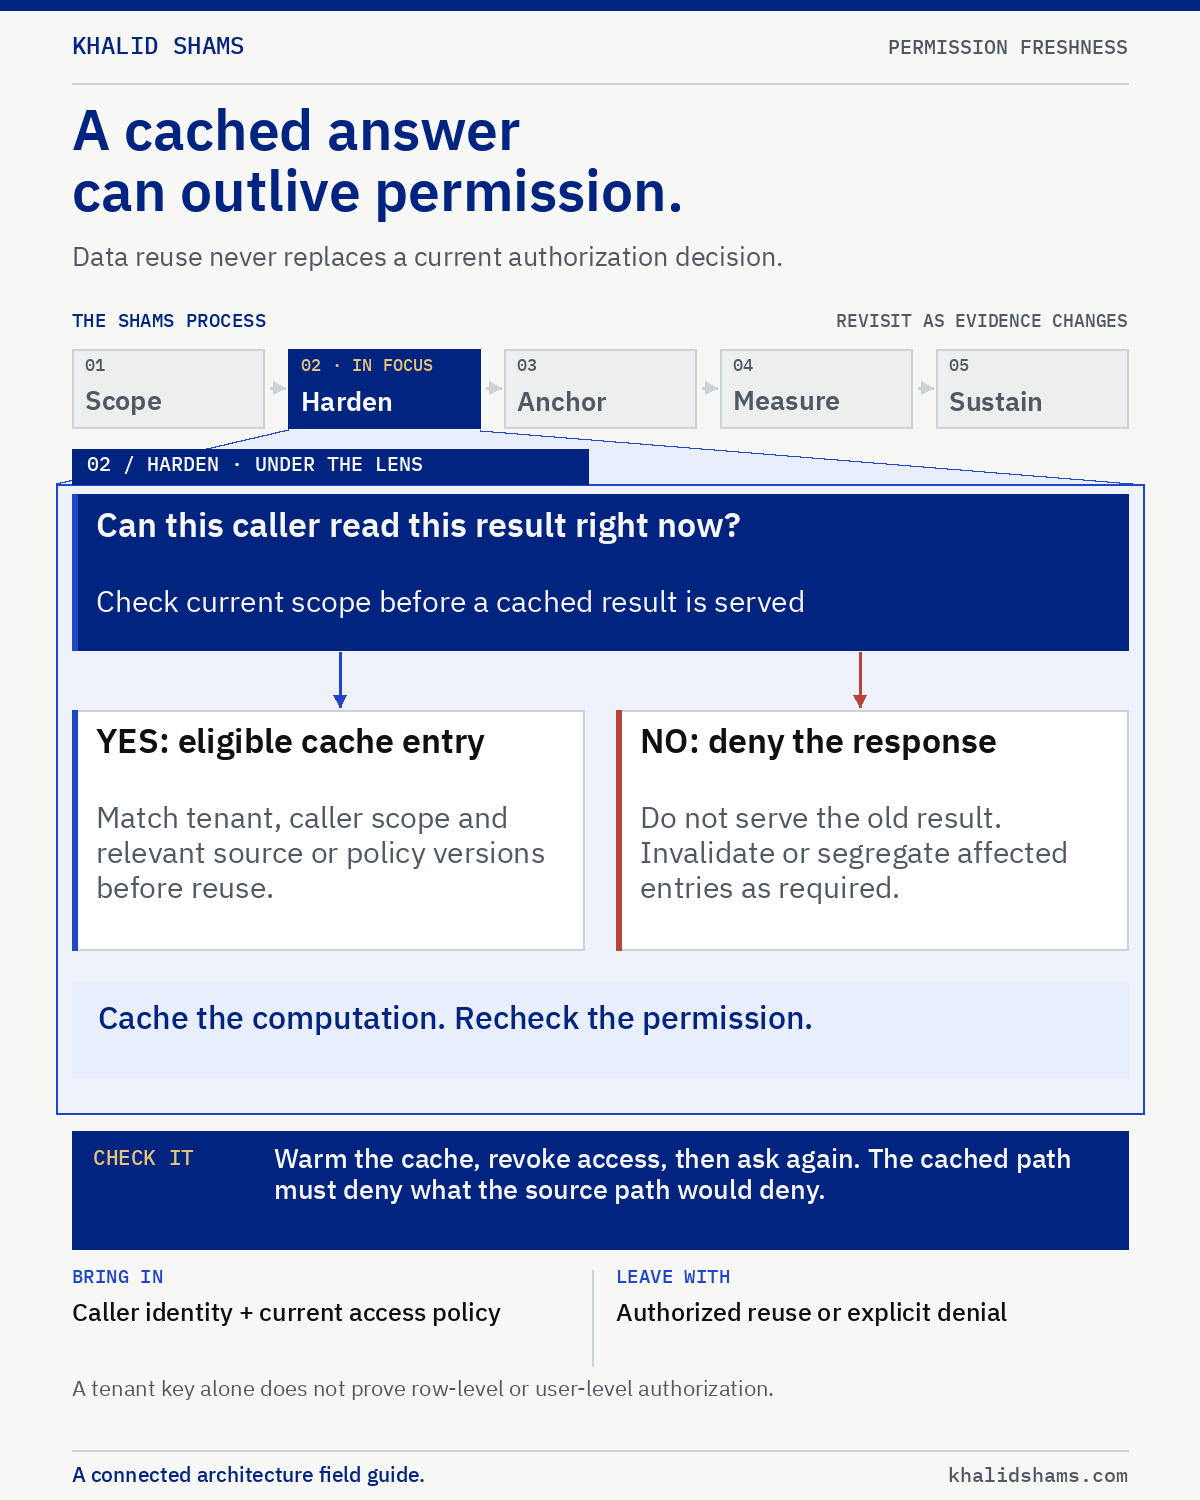 KHALID SHAMS
PERMISSION FRESHNESS
A cached answer
can outlive permission.
Data reuse never replaces a current authorization decision.
THE SHAMS PROCESS
REVISIT AS EVIDENCE CHANGES
01
Scope
02 · IN FOCUS
Harden
03
Anchor
04
Measure
05
Sustain
02 / HARDEN · UNDER THE LENS
Can this caller read this result right now?
Check current scope before a cached result is served
YES: eligible cache entry
Match tenant, caller scope and
relevant source or policy versions
before reuse.
NO: deny the response
Do not serve the old result.
Invalidate or segregate affected
entries as required.
Cache the computation. Recheck the permission.
CHECK IT
Warm the cache, revoke access, then ask again. The cached path
must deny what the source path would deny.
BRING IN
Caller identity + current access policy
LEAVE WITH
Authorized reuse or explicit denial
A tenant key alone does not prove row-level or user-level authorization.
A connected architecture field guide.
khalidshams.com